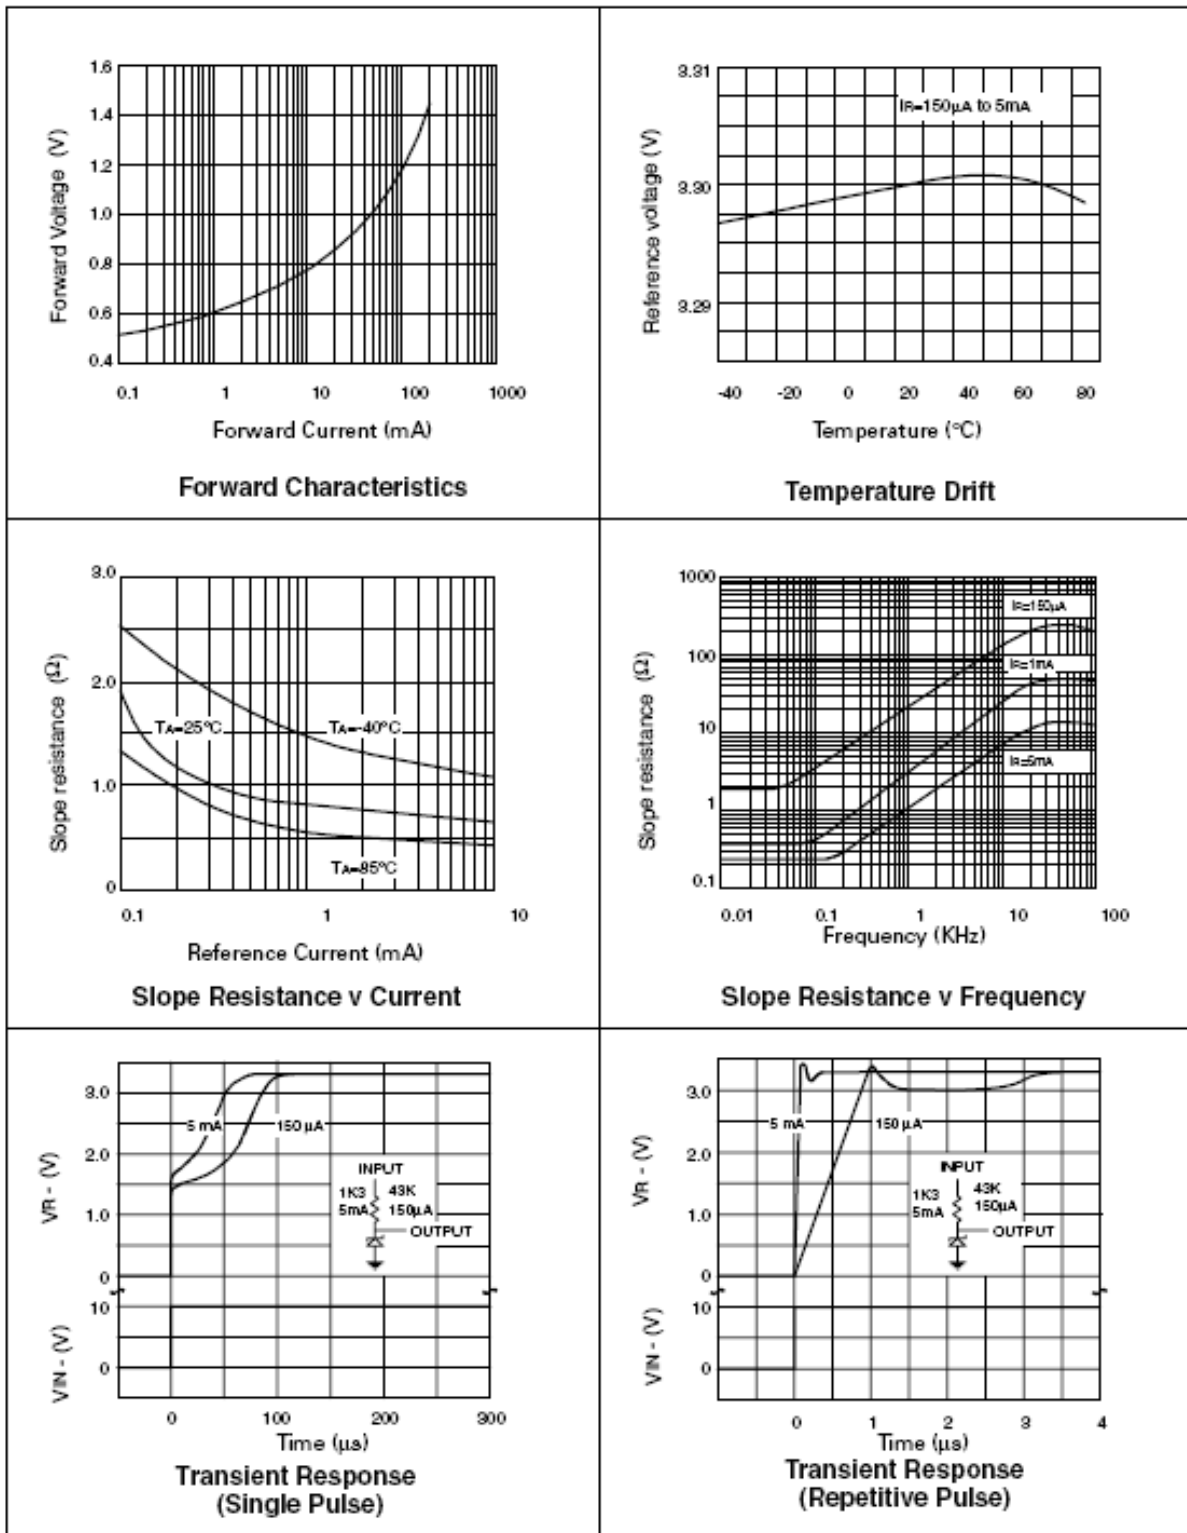 1.6
1.4
1.2
1.0
0.8
0.6
0.4
Forward Voltage (V)
0.1 1 10 100 1000
Forward Current (mA)
Forward Characteristics
3.31
3.30
3.29
Reference voltage (V)
IR=150µA to 5mA
-40 -20 0 20 40 60 80
Temperature (°C)
Temperature Drift
3.0
2.0
1.0
0
Slope resistance (Ω)
TA=25°C
TA=-40°C
TA=85°C
0.1 1 10
Reference Current (mA)
Slope Resistance v Current
1000
100
10
1
0.1
Slope resistance (Ω)
IR=150µA
IR=1mA
IR=5mA
0.01 0.1 1 10 100
Frequency (KHz)
Slope Resistance v Frequency
3.0
2.0
1.0
0
10
0
VR - (V)
VIN - (V)
5 mA
150 µA
INPUT
1K3 43K
5mA 150µA
OUTPUT
0 100 200 300
Time (µs)
Transient Response
(Single Pulse)
3.0
2.0
1.0
0
10
0
VR - (V)
VIN - (V)
5 mA
150 µA
INPUT
1K3 43K
5mA 150µA
OUTPUT
0 1 2 3 4
Time (µs)
Transient Response
(Repetitive Pulse)